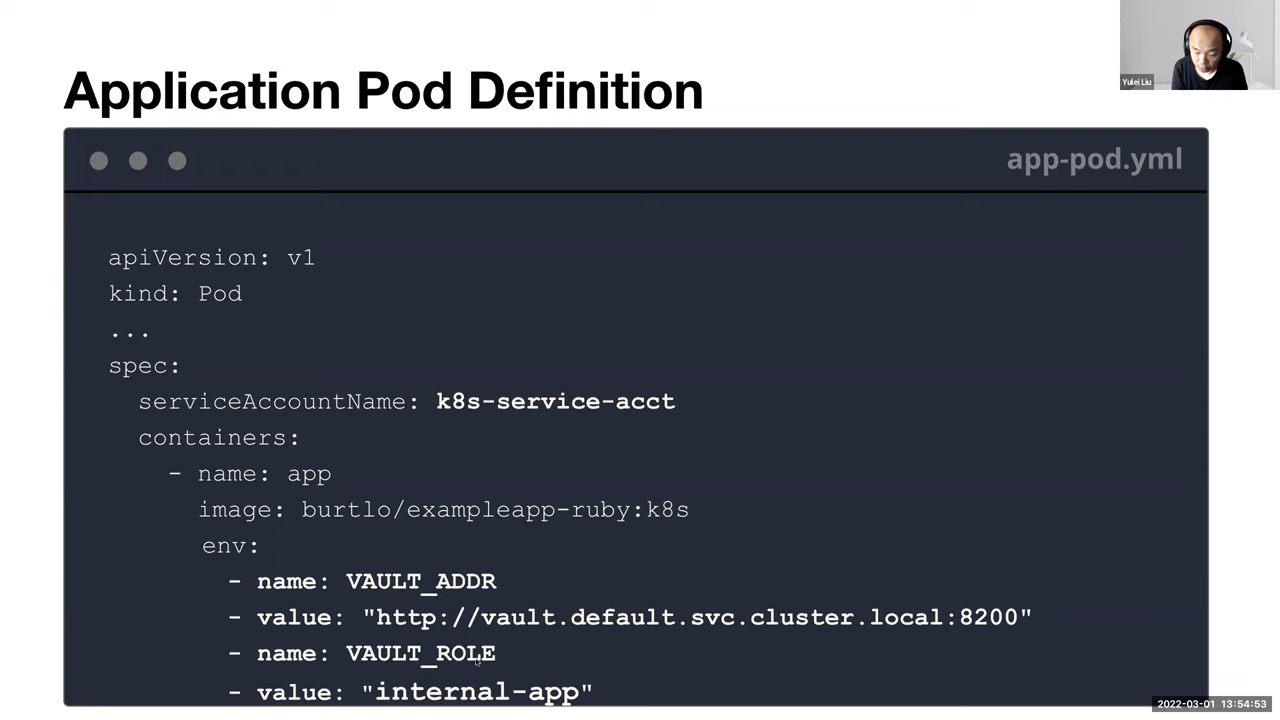 Application Pod Definition
Yulei Liu
app-pod.yml
apiVersion: v1
kind: Pod
...
spec:
serviceAccountName: k8s-service-acct
containers:
- name: app
image: burtlo/exampleapp-ruby:k8s
env:
- name: VAULT_ADDR
- value: "http://vault.default.svc.cluster.local:8200"
- name: VAULT_ROLE
- value: "internal-app"
2022-03-01 13:54:53